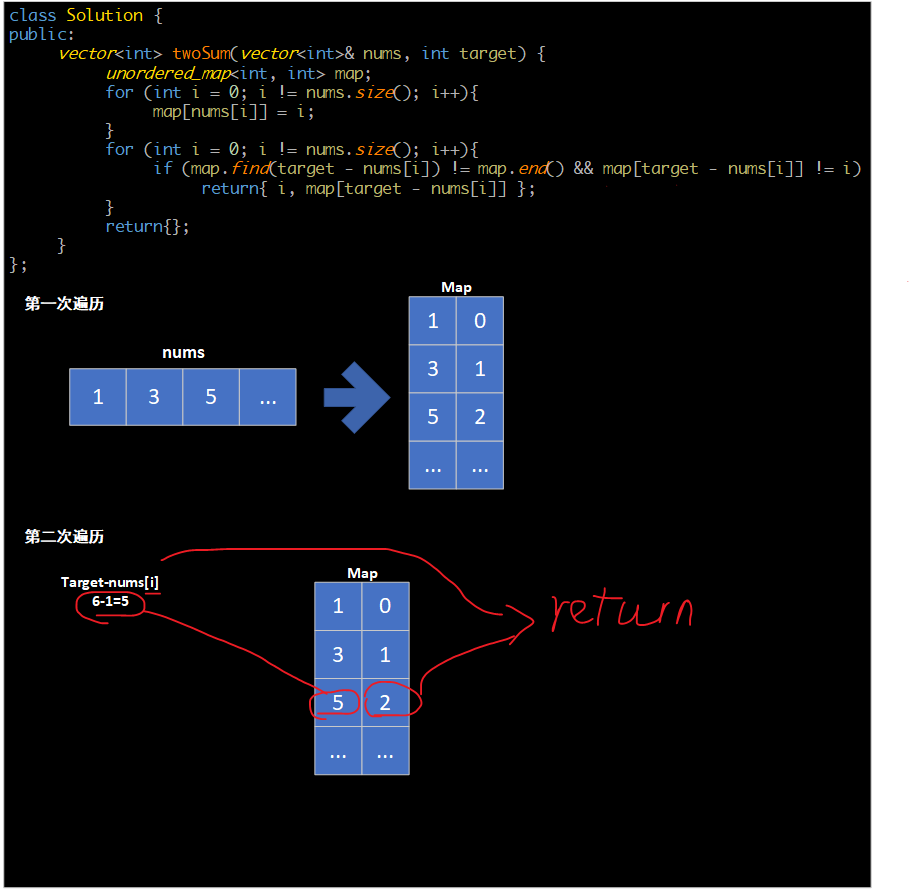 class Solution {
public:
vector<int> twoSum(vector<int>& nums, int target) {
unordered_map<int, int> map;
for (int i = 0; i != nums.size(); i++){
map[nums[i]] = i;
}
for (int i = 0; i != nums.size(); i++){
if (map.find(target - nums[i]) != map.end() && map[target - nums[i]] != i)
return{ i, map[target - nums[i]] };
}
return{};
}
};
第一次遍历
nums
1 3 5 ...
Map
1 0
3 1
5 2
... ...
第二次遍历
Target-nums[i]
6-1=5
Map
1 0
3 1
5 2
... ...
return